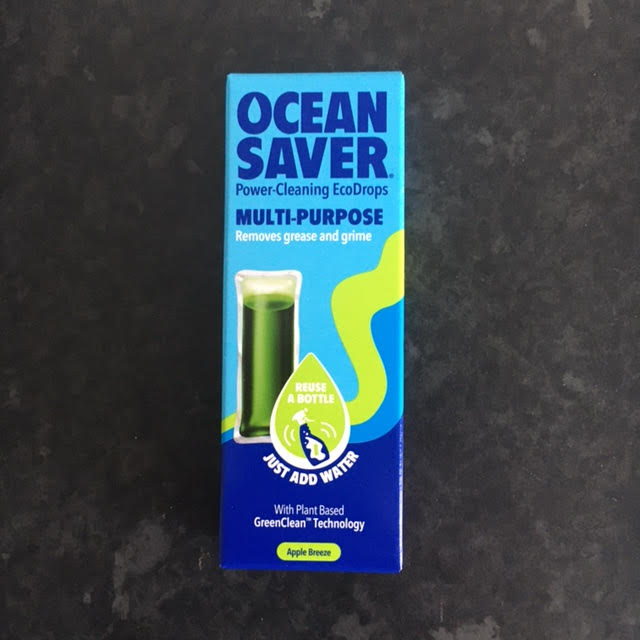 OCEAN
SAVER®
Power-Cleaning EcoDrops
MULTI-PURPOSE
Removes grease and grime
REUSE
A BOTTLE
JUST ADD WATER
With Plant Based
GreenClean™ Technology
Apple Breeze